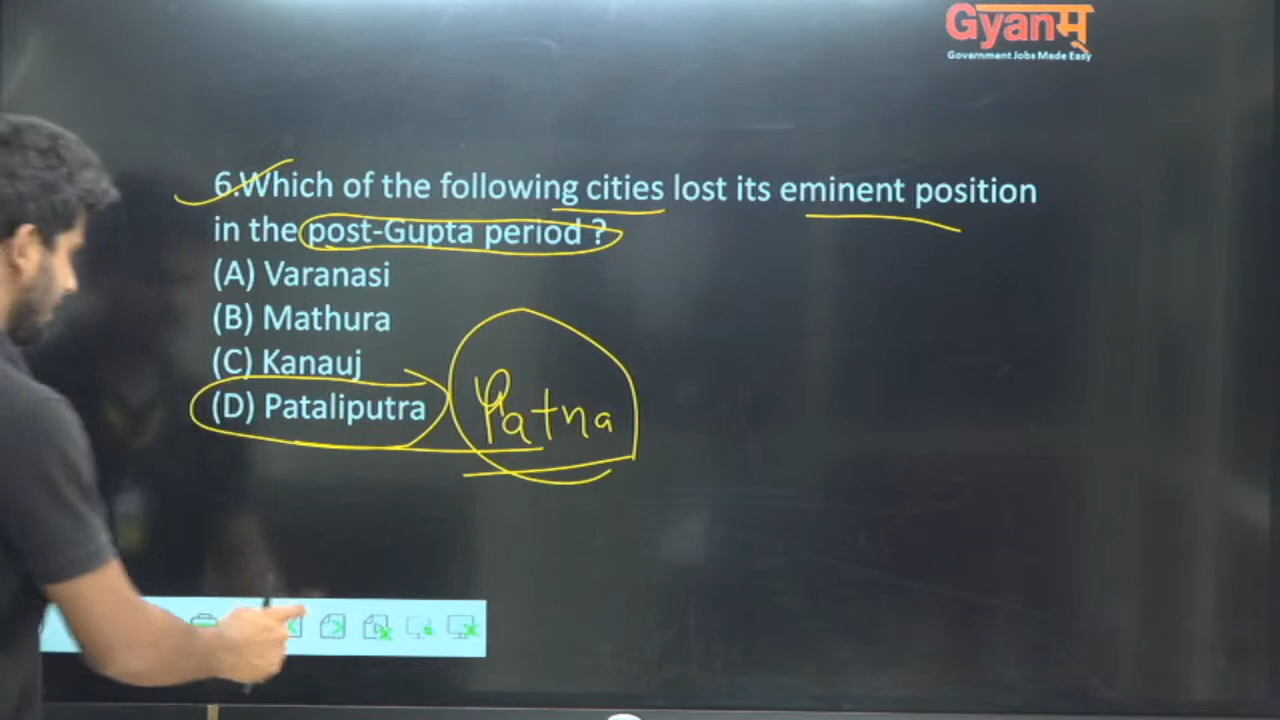 Gyanम्
Government Jobs Made Easy
6.Which of the following cities lost its eminent position
in the post-Gupta period ?
(A) Varanasi
(B) Mathura
(C) Kanauj
(D) Pataliputra
Patna